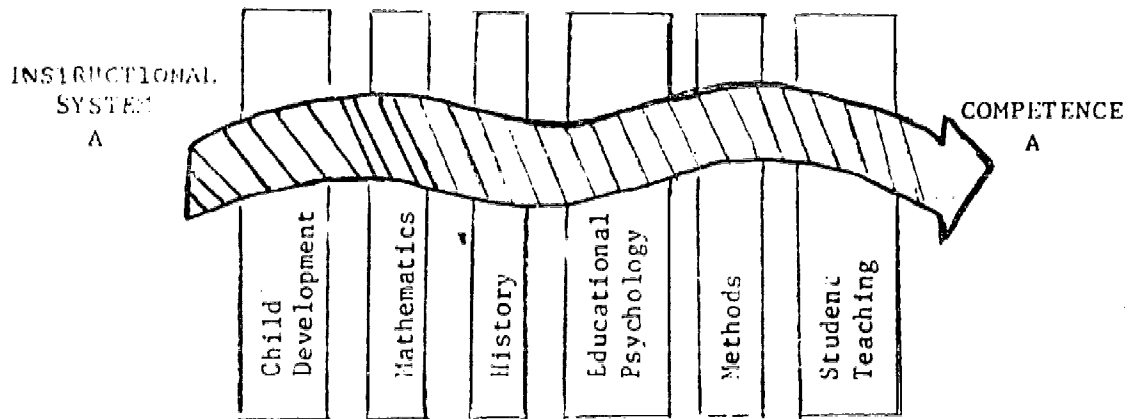 INSTRUCTIONAL
SYSTEM
A
COMPETENCE
A
Child
Development
Mathematics
History
Educational
Psychology
Methods
Student
Teaching